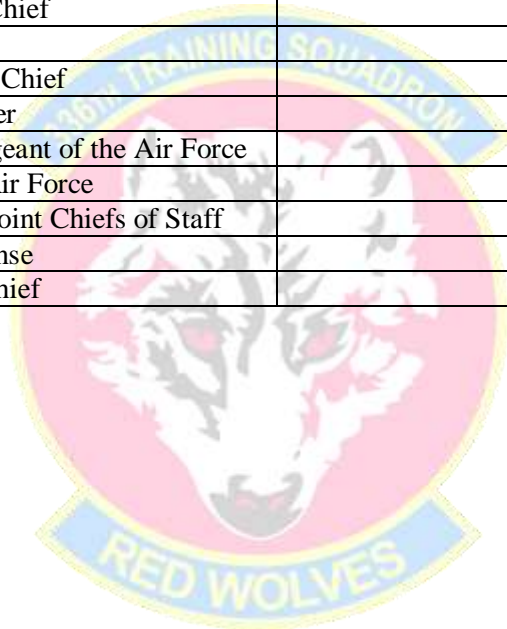 Chief
Chief
er
geant of the Air Force
ir Force
oint Chiefs of Staff
nse
hief
336TH TRAINING SQUADRON
RED WOLVES